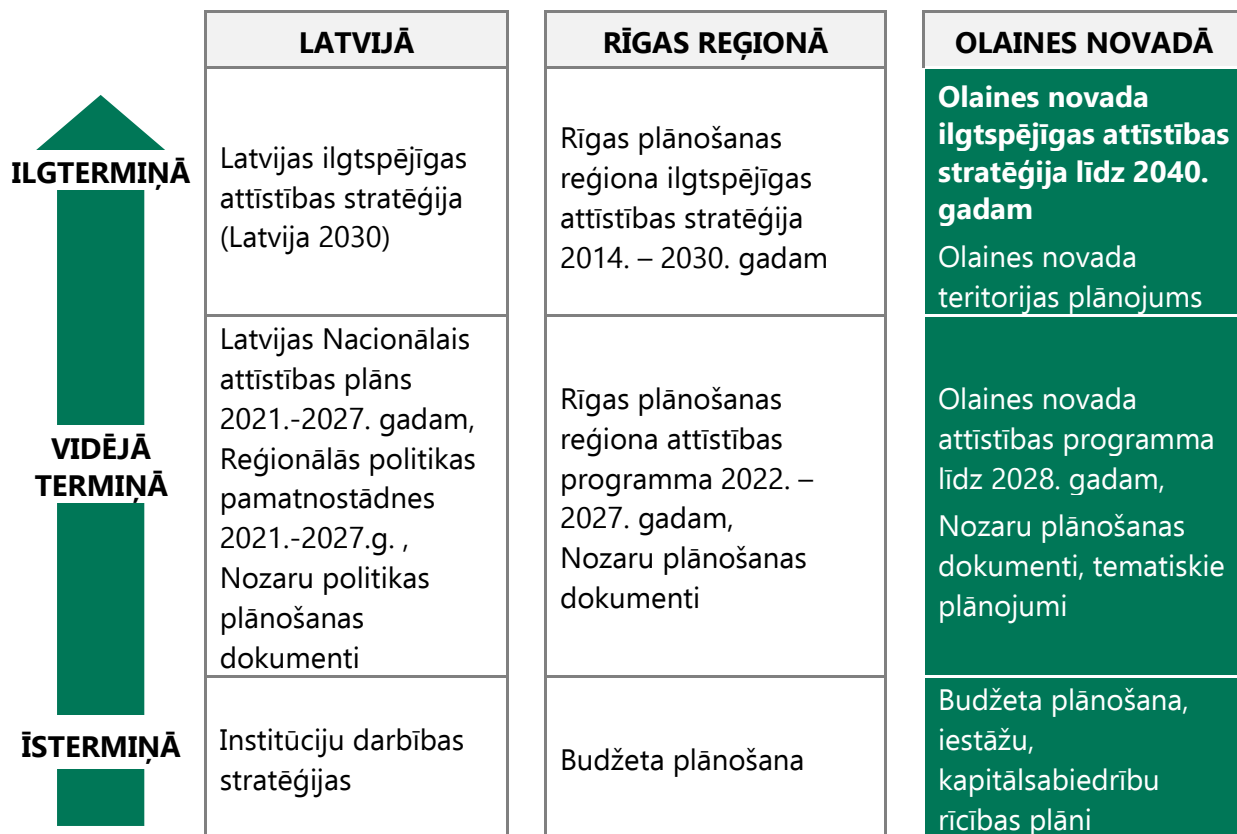 LATVIJĀ
RĪGAS REĢIONĀ
OLAINES NOVADĀ
ILGTERMIŅĀ
Latvijas ilgtspējīgas
attīstības stratēģija
(Latvija 2030)
Rīgas plānošanas
reģiona ilgtspējīgas
attīstības stratēģija
2014. – 2030. gadam
Olaines novada
ilgtspējīgas attīstības
stratēģija līdz 2040.
gadam
Olaines novada
teritorijas plānojums
VIDĒJĀ
TERMIŅĀ
Latvijas Nacionālais
attīstības plāns
2021.-2027. gadam,
Reģionālās politikas
pamatnostādnes
2021.-2027.g. ,
Nozaru politikas
plānošanas
dokumenti
Rīgas plānošanas
reģiona attīstības
programma 2022. –
2027. gadam,
Nozaru plānošanas
dokumenti
Olaines novada
attīstības programma
līdz 2028. gadam,
Nozaru plānošanas
dokumenti, tematiskie
plānojumi
ĪSTERMIŅĀ
Institūciju darbības
stratēģijas
Budžeta plānošana
Budžeta plānošana,
iestāžu,
kapitālsabiedrību
rīcības plāni